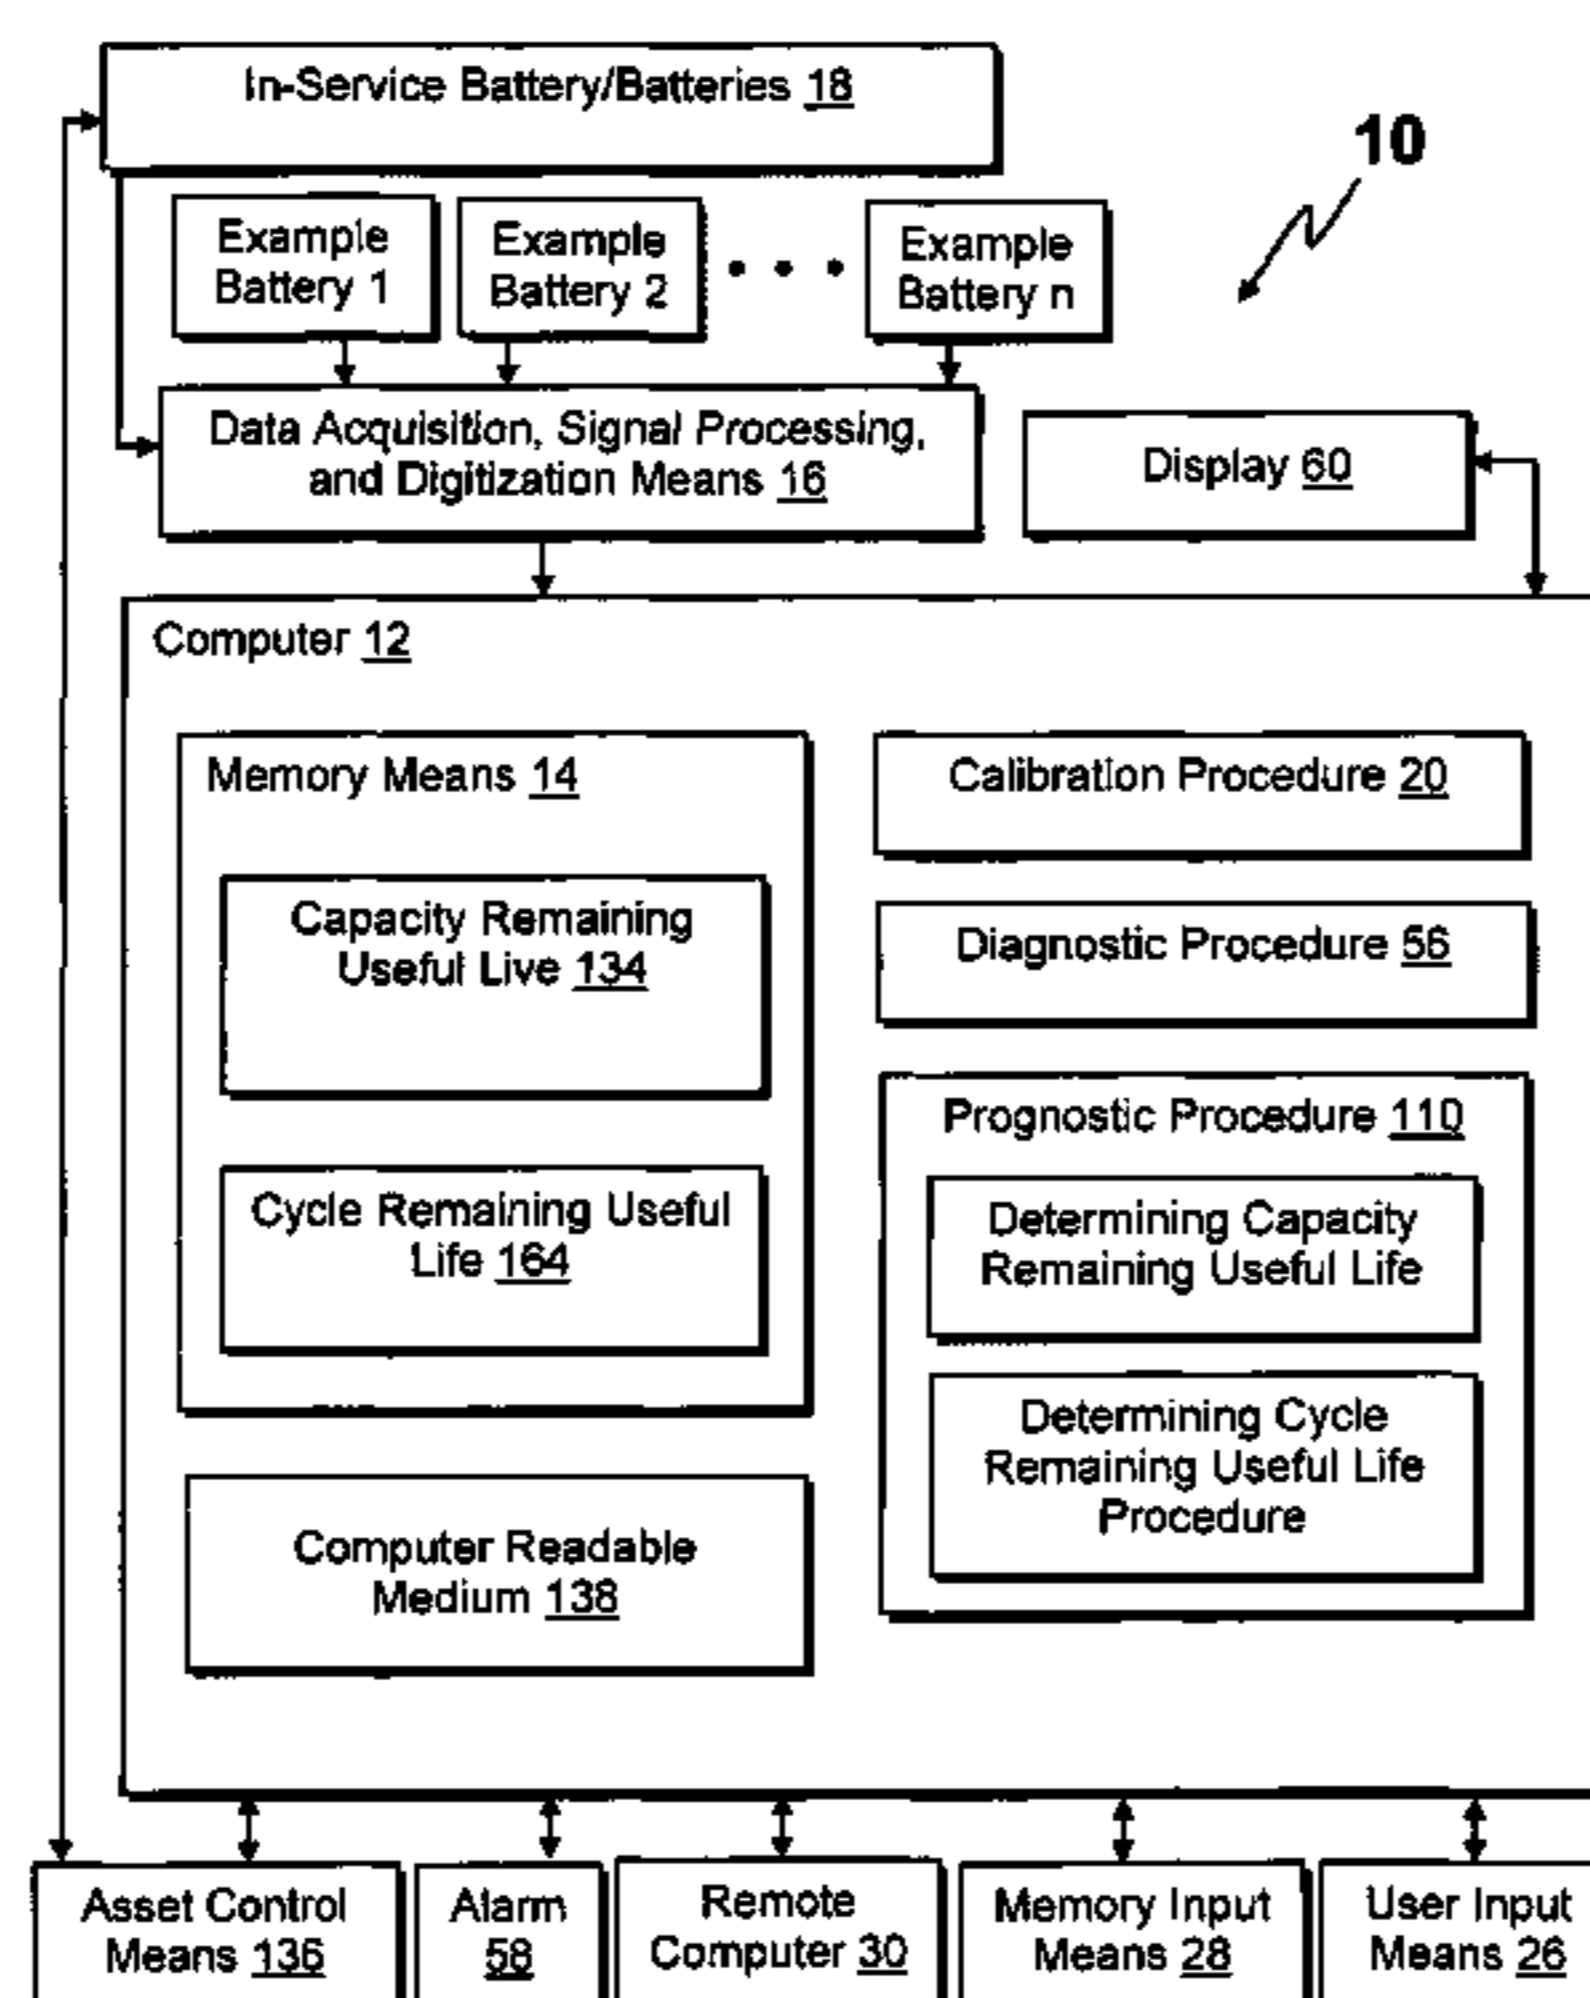 In-Service Battery/Batteries 18
10
Example
Battery 1
Example
Battery 2
Example
Battery n
Data Acquisition, Signal Processing,
and Digitization Means 16
Display 60
Computer 12
Memory Means 14
Capacity Remaining
Useful Live 134
Cycle Remaining Useful
Life 164
Computer Readable
Medium 138
Calibration Procedure 20
Diagnostic Procedure 56
Prognostic Procedure 110
Determining Capacity
Remaining Useful Life
Determining Cycle
Remaining Useful Life
Procedure
Asset Control
Means 136
Alarm
58
Remote
Computer 30
Memory Input
Means 28
User Input
Means 26